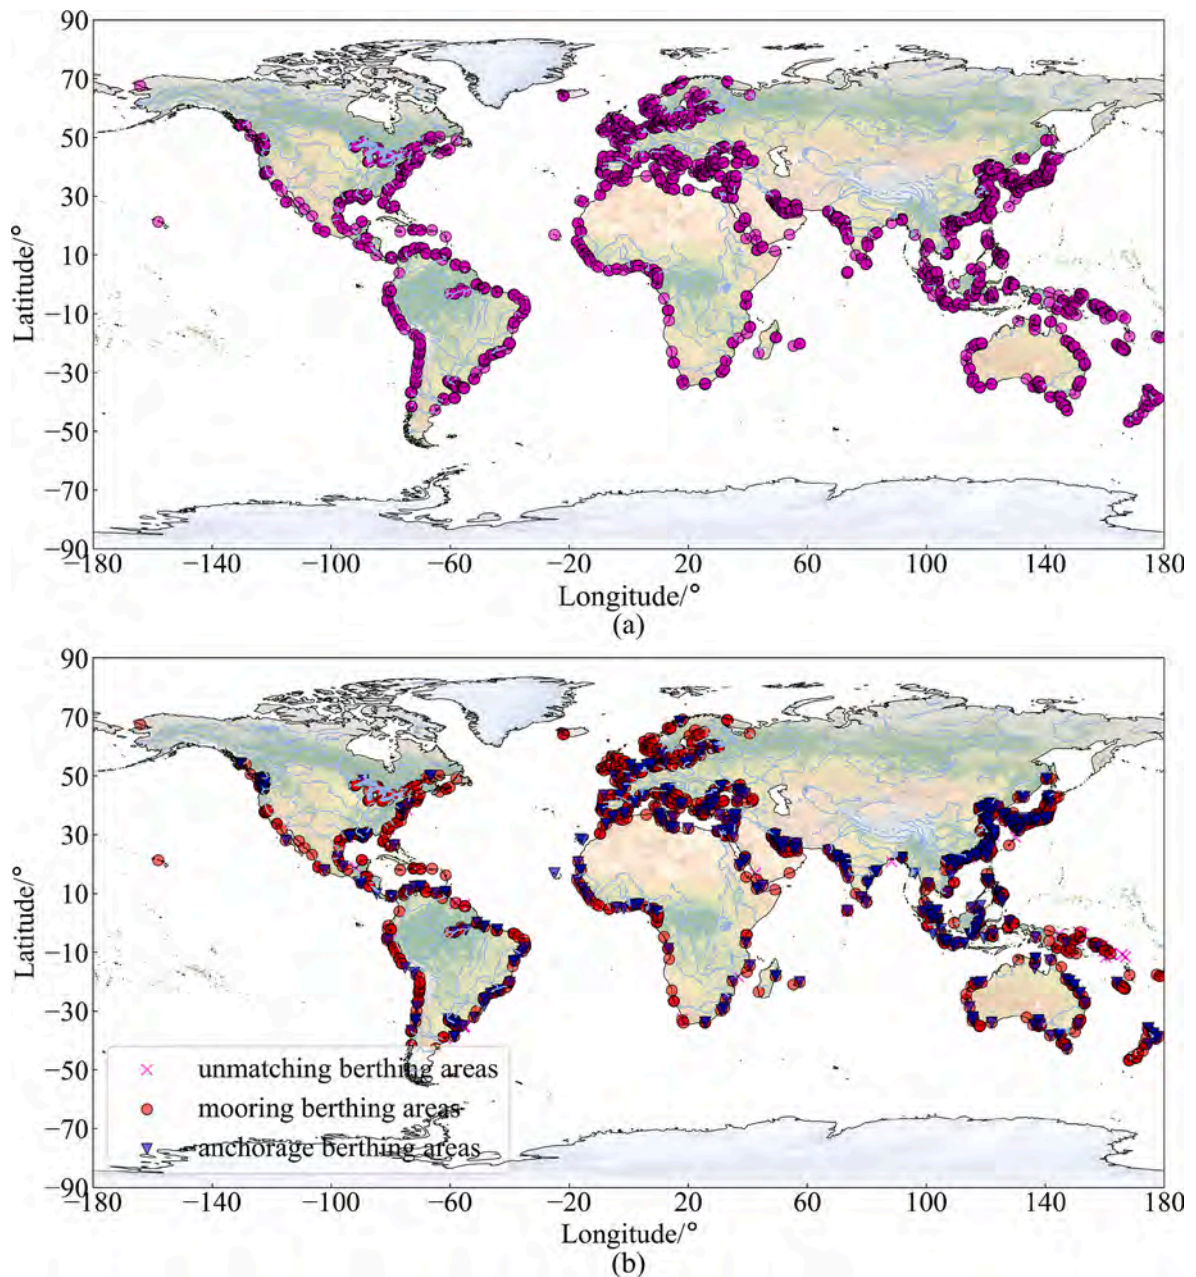 90
70
50
30
10
−10
−30
−50
−70
−90
Latitude/°
−180 −140 −100 −60 −20 20 60 100 140 180
Longitude/°
(a)
90
70
50
30
10
−10
−30
−50
−70
−90
Latitude/°
unmatching berthing areas
mooring berthing areas
anchorage berthing areas
−180 −140 −100 −60 −20 20 60 100 140 180
Longitude/°
(b)